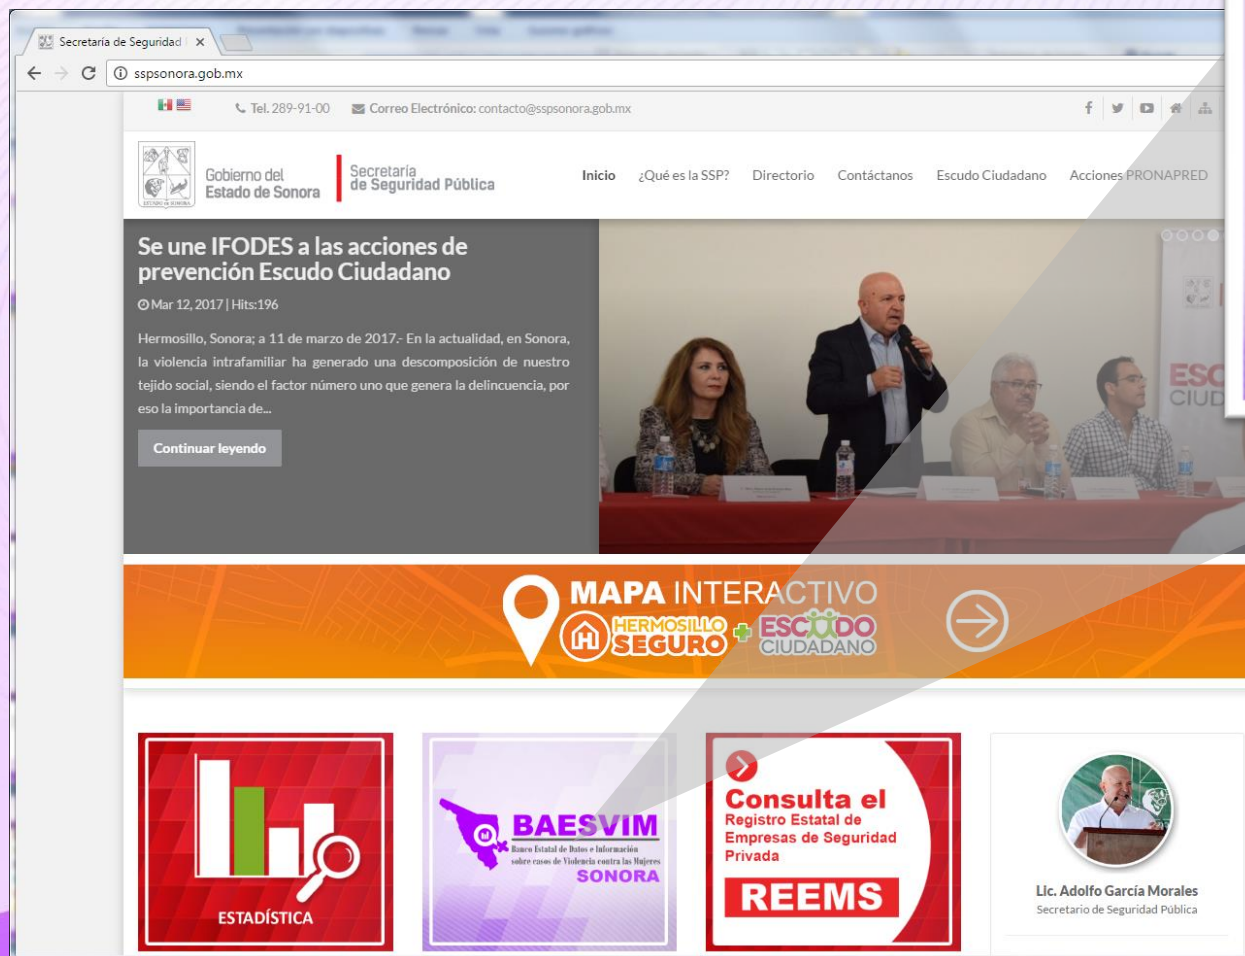 Secretaría de Seguridad
sspsonora.gob.mx
Tel. 289-91-00
Correo Electrónico: contacto@sspsonora.gob.mx
ESTADO DE SONORA
Gobierno del
Estado de Sonora
Secretaría
de Seguridad Pública
Inicio ¿Qué es la SSP? Directorio Contáctanos Escudo Ciudadano Acciones PRONAPRED
Se une IFODES a las acciones de
prevención Escudo Ciudadano
Mar 12, 2017 | Hits:196
Hermosillo, Sonora; a 11 de marzo de 2017.- En la actualidad, en Sonora,
la violencia intrafamiliar ha generado una descomposición de nuestro
tejido social, siendo el factor número uno que genera la delincuencia, por
eso la importancia de...
Continuar leyendo
ESC
CIUD
MAPA INTERACTIVO
HERMOSILLO
SEGURO
+
ESCUDO
CIUDADANO
ESTADÍSTICA
BAESVIM
Banco Estatal de Datos e Información
sobre casos de Violencia contra las Mujeres
SONORA
Consulta el
Registro Estatal de
Empresas de Seguridad
Privada
REEMS
Lic. Adolfo García Morales
Secretario de Seguridad Pública